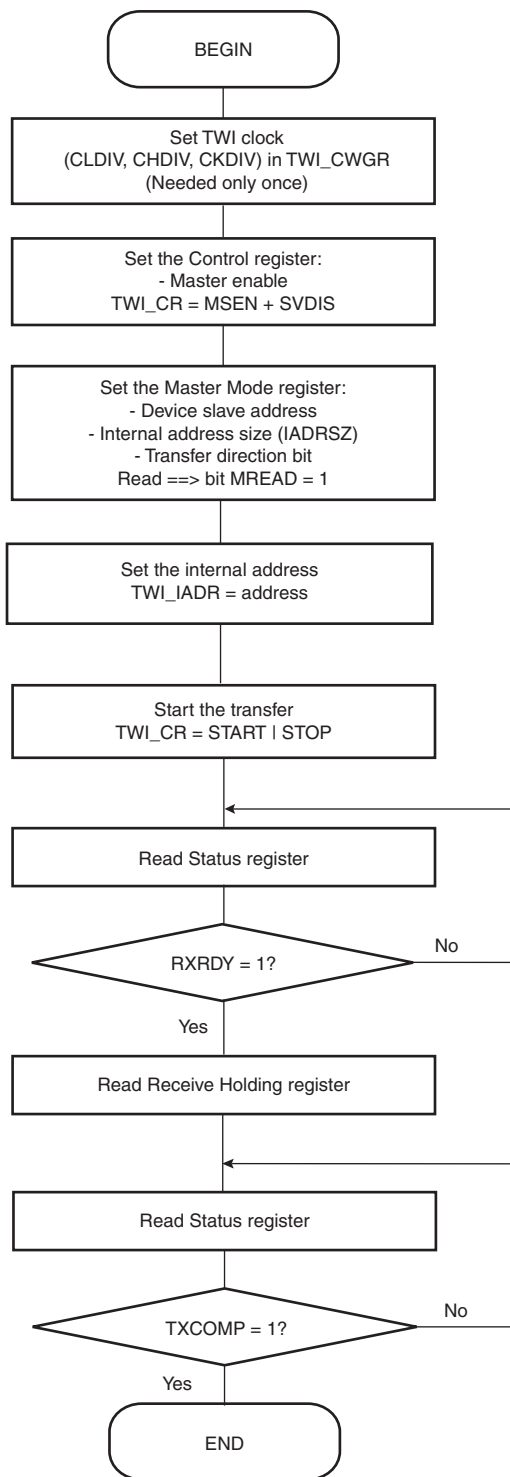 BEGIN
Set TWI clock
(CLDIV, CHDIV, CKDIV) in TWI_CWGR
(Needed only once)
Set the Control register:
- Master enable
TWI_CR = MSEN + SVDIS
Set the Master Mode register:
- Device slave address
- Internal address size (IADRSZ)
- Transfer direction bit
Read ==> bit MREAD = 1
Set the internal address
TWI_IADR = address
Start the transfer
TWI_CR = START | STOP
Read Status register
RXRDY = 1?
No
Yes
Read Receive Holding register
Read Status register
TXCOMP = 1?
No
Yes
END